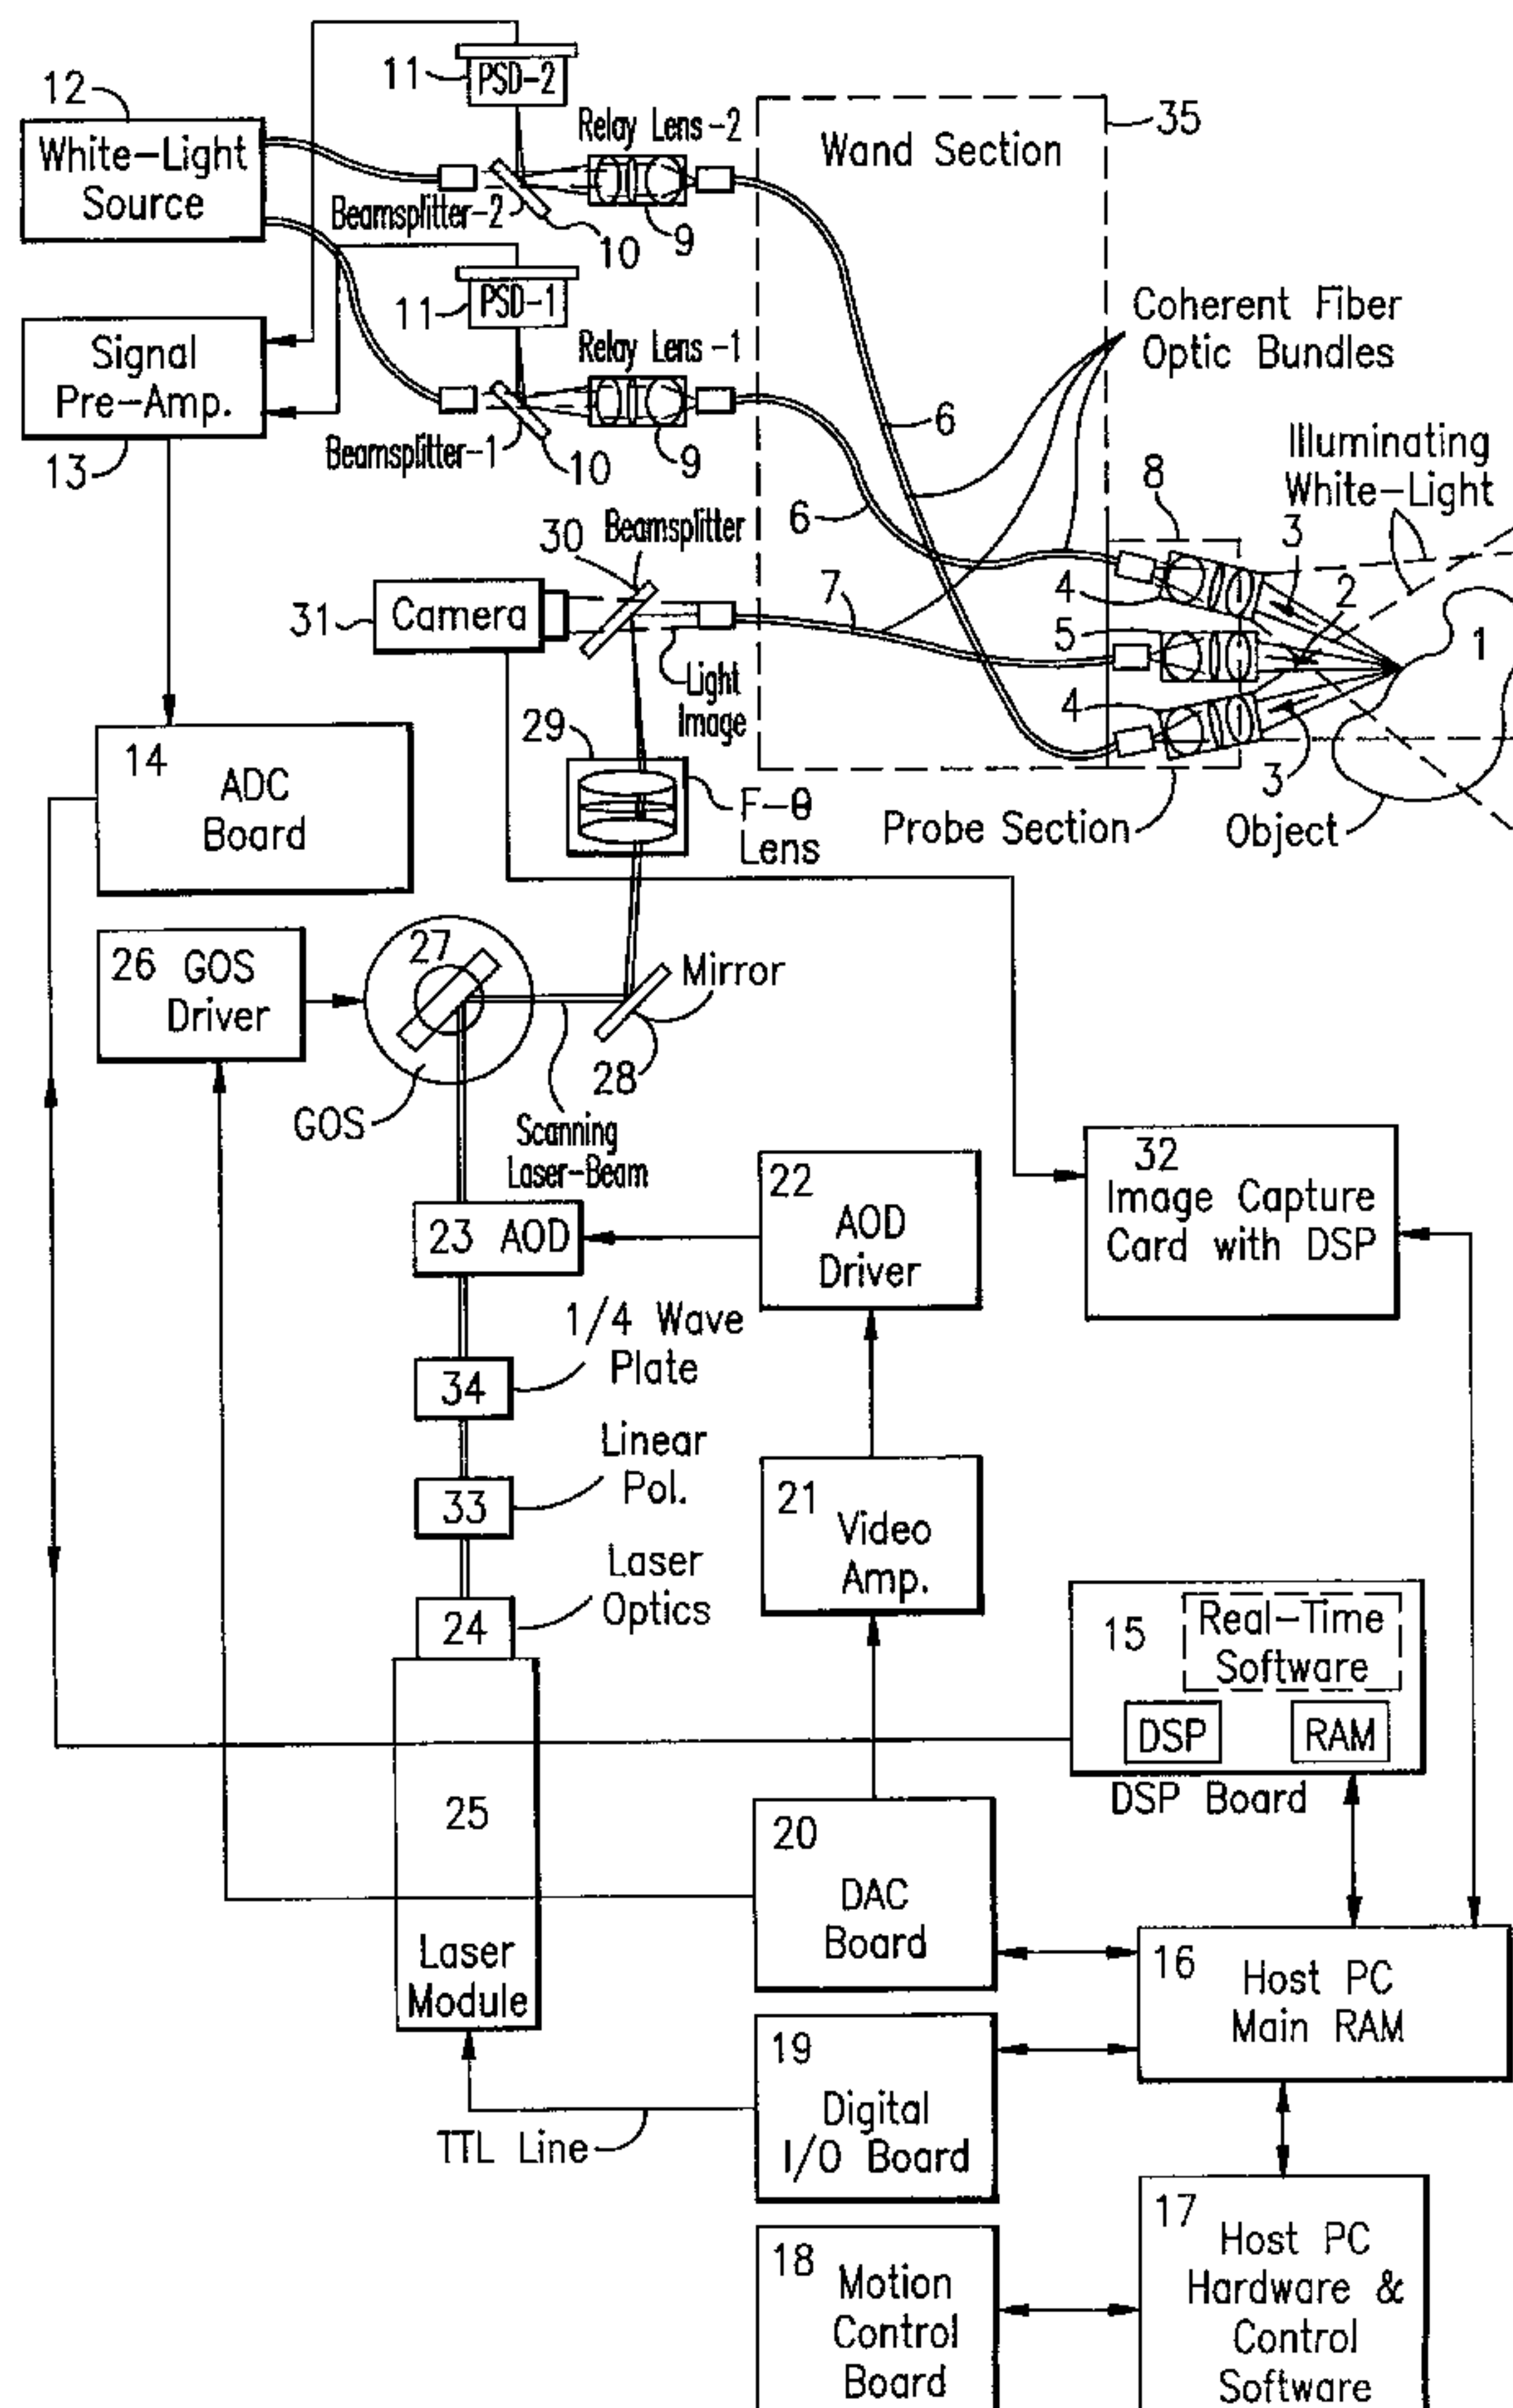 12
White-Light
Source
11
PSD-2
Relay Lens-2
Beamsplitter-2
10
9
Wand Section
35
Signal
Pre-Amp.
13
11
PSD-1
Relay Lens-1
Beamsplitter-1
10
9
Coherent Fiber
Optic Bundles
6
6
7
8
Illuminating
White-Light
3
2
1
4
5
4
3
Probe Section
Object
30
Beamsplitter
31
Camera
Light
Image
29
F-θ
Lens
14
ADC
Board
26 GOS
Driver
27
GOS
Mirror
28
Scanning
Laser-Beam
23 AOD
22
AOD
Driver
32
Image Capture
Card with DSP
1/4 Wave
Plate
34
Linear
Pol.
33
Laser
Optics
24
21
Video
Amp.
15
Real-Time
Software
DSP
RAM
DSP Board
25
Laser
Module
20
DAC
Board
16
Host PC
Main RAM
19
Digital
I/O Board
TTL Line
18
Motion
Control
Board
17
Host PC
Hardware &
Control
Software